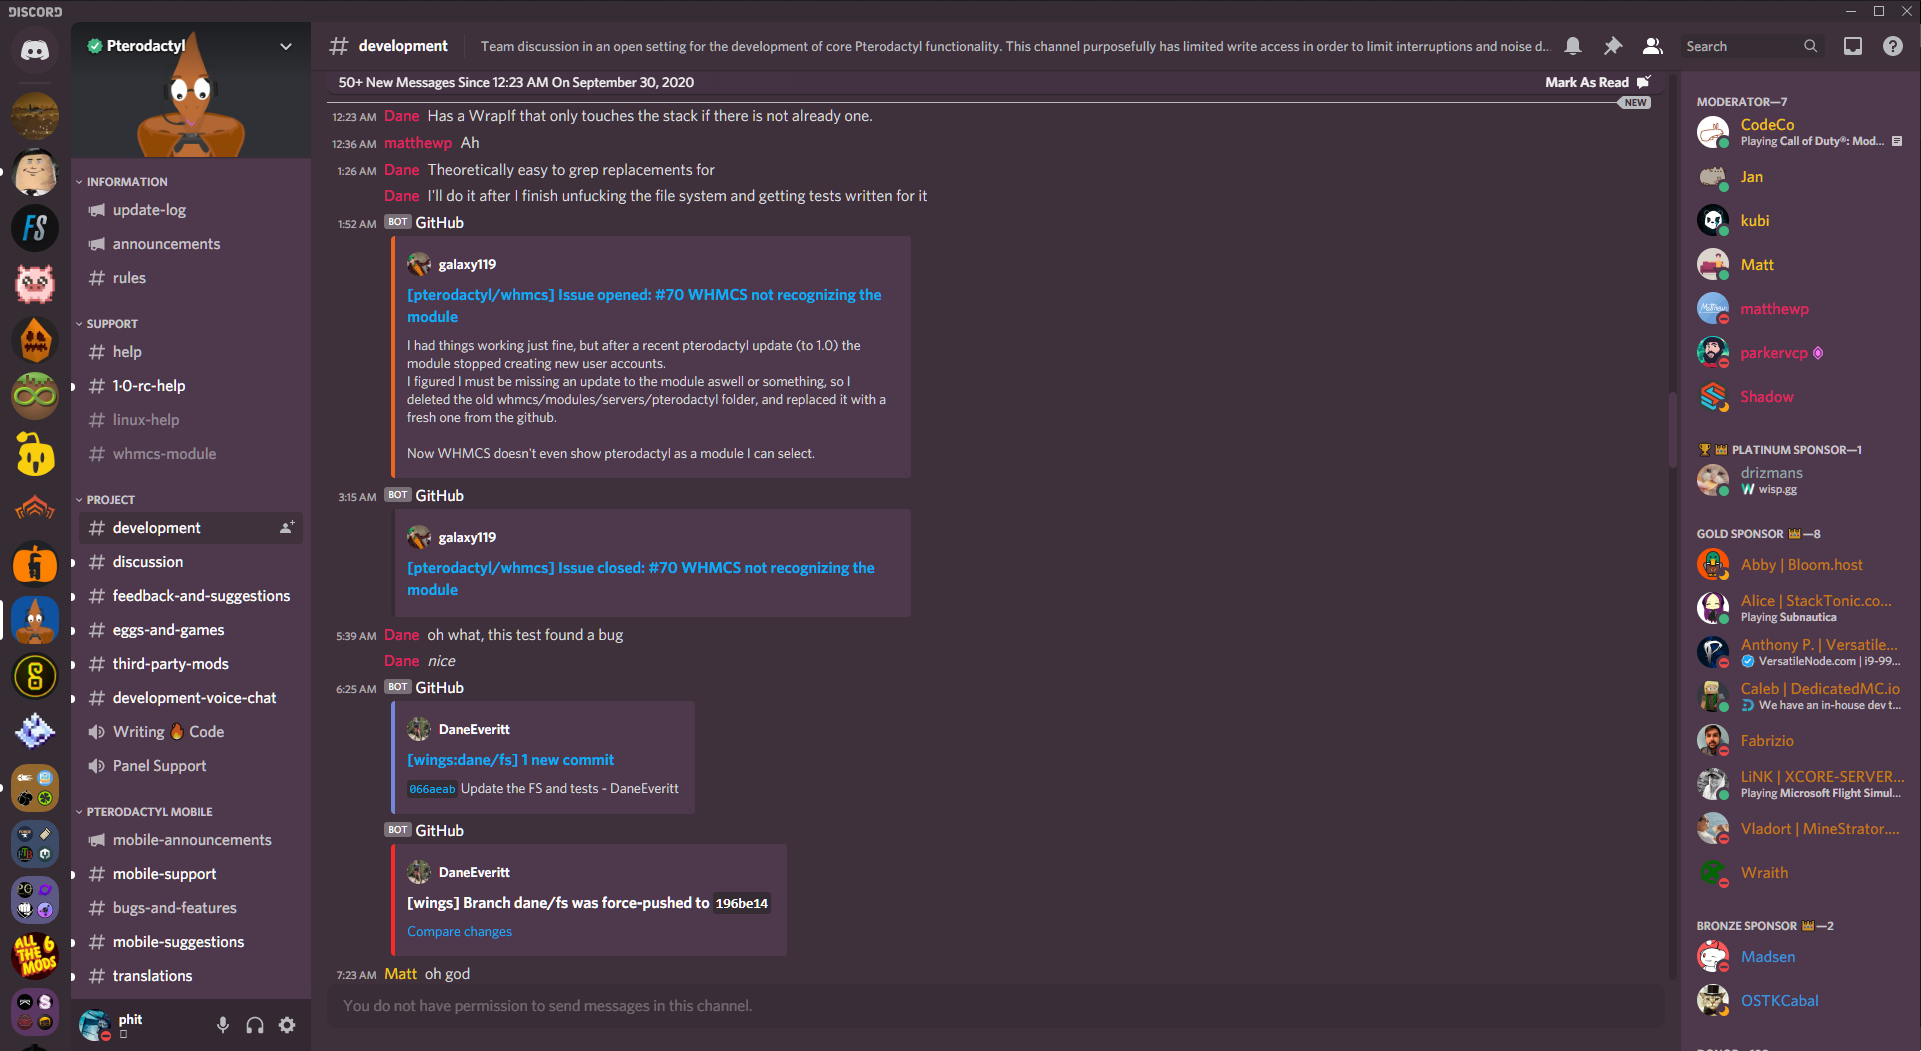 DISCORD
Pterodactyl
INFORMATION
update-log
announcements
rules
SUPPORT
help
1-0-rc-help
linux-help
whmcs-module
PROJECT
development
discussion
feedback-and-suggestions
eggs-and-games
third-party-mods
development-voice-chat
Writing 🔥 Code
Panel Support
PTERODACTYL MOBILE
mobile-announcements
mobile-support
bugs-and-features
mobile-suggestions
translations
phit
FS
ALL 6
THE
MODS
development
Team discussion in an open setting for the development of core Pterodactyl functionality. This channel purposefully has limited write access in order to limit interruptions and noise d...
Search
50+ New Messages Since 12:23 AM On September 30, 2020
Mark As Read
NEW
12:23 AM Dane Has a WrapIf that only touches the stack if there is not already one.
12:36 AM matthewp Ah
1:26 AM Dane Theoretically easy to grep replacements for
Dane I'll do it after I finish unfucking the file system and getting tests written for it
1:52 AM BOT GitHub
galaxy119
[pterodactyl/whmcs] Issue opened: #70 WHMCS not recognizing the
module
I had things working just fine, but after a recent pterodactyl update (to 1.0) the
module stopped creating new user accounts.
I figured I must be missing an update to the module aswell or something, so I
deleted the old whmcs/modules/servers/pterodactyl folder, and replaced it with a
fresh one from the github.
Now WHMCS doesn't even show pterodactyl as a module I can select.
3:15 AM BOT GitHub
galaxy119
[pterodactyl/whmcs] Issue closed: #70 WHMCS not recognizing the
module
5:39 AM Dane oh what, this test found a bug
Dane nice
6:25 AM BOT GitHub
DaneEveritt
[wings:dane/fs] 1 new commit
066aeab Update the FS and tests - DaneEveritt
BOT GitHub
DaneEveritt
[wings] Branch dane/fs was force-pushed to 196be14
Compare changes
7:23 AM Matt oh god
You do not have permission to send messages in this channel.
MODERATOR—7
CodeCo
Playing Call of Duty®: Mod...
Jan
kubi
Matt
matthewp
parkervcp
Shadow
🏆 👑 PLATINUM SPONSOR—1
drizmans
wisp.gg
GOLD SPONSOR 👑—8
Abby | Bloom.host
Alice | StackTonic.co...
Playing Subnautica
Anthony P. | Versatile...
VersatileNode.com | i9-99...
Caleb | DedicatedMC.io
We have an in-house dev t...
Fabrizio
LiNK | XCORE-SERVER...
Playing Microsoft Flight Simul...
Vladort | MineStrator....
Wraith
BRONZE SPONSOR 👑—2
Madsen
OSTKCabal